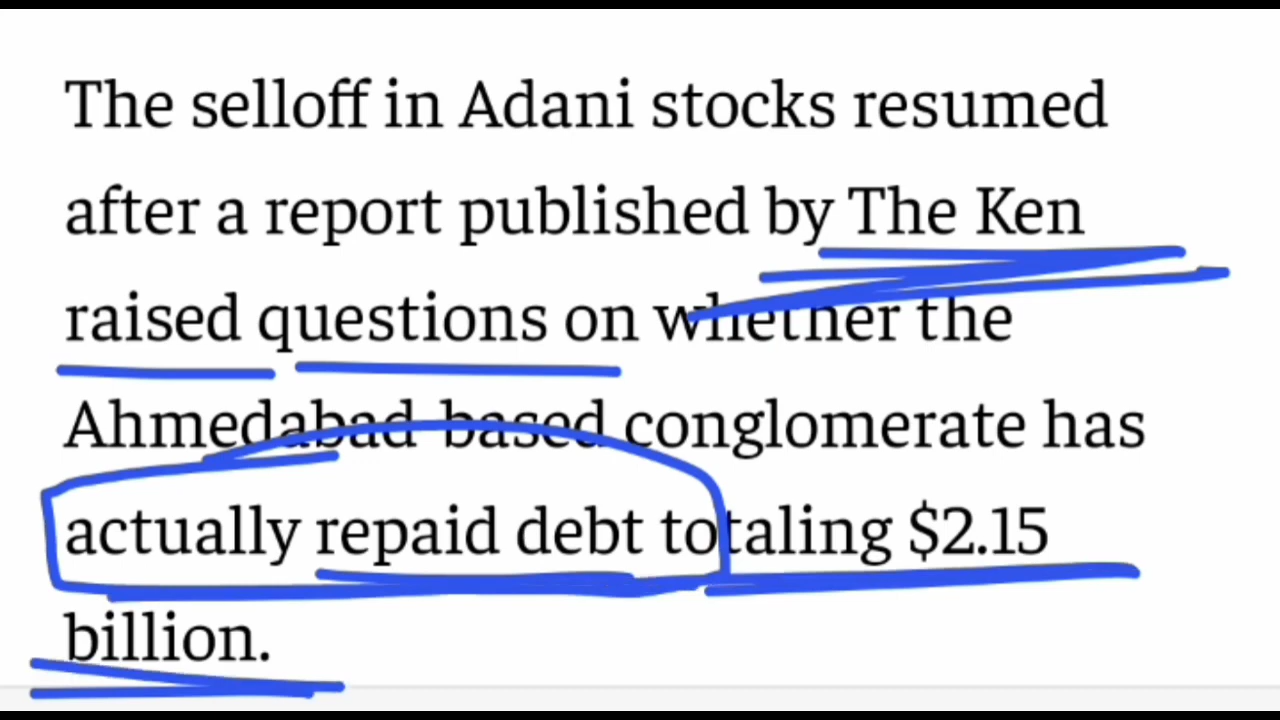 The selloff in Adani stocks resumed
after a report published by The Ken
raised questions on whether the
Ahmedabad-based conglomerate has
actually repaid debt totaling $2.15
billion.